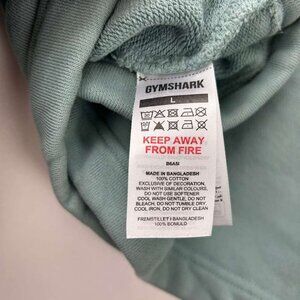 GYMSHARK
L
KEEP AWAY
FROM FIRE
MADE IN BANGLADESH
100% COTTON
EXCLUSIVE OF DECORATION,
WASH WITH SIMILAR COLOURS,
DO NOT USE SOFTENER
COOL WASH GENTLE, DO NOT
BLEACH, DO NOT TUMBLE DRY
COOL IRON, DO NOT DRY CLEAN
FREMSTILLET I BANGLADESH
100% BOMULD